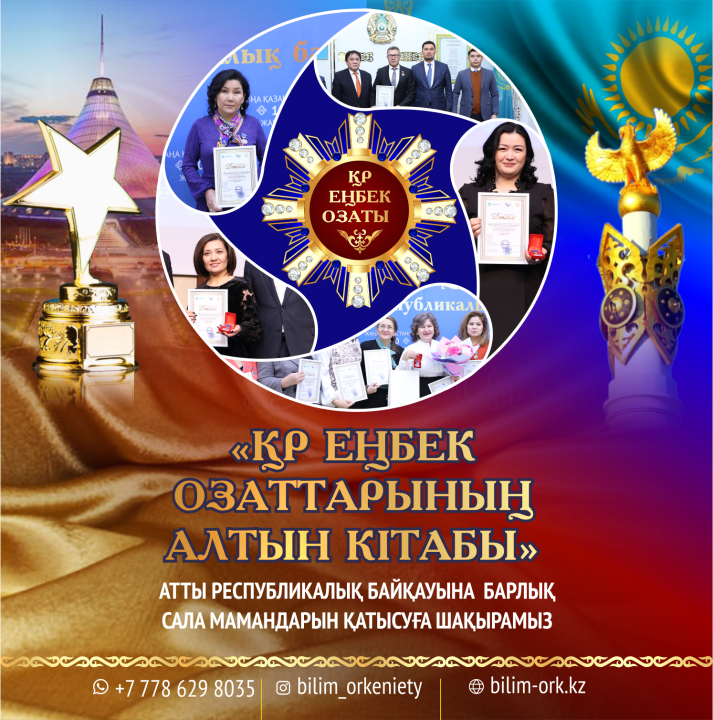 ҚР
ЕҢБЕК
ОЗАТЫ
«ҚР ЕҢБЕК
ОЗАТТАРЫНЫҢ
АЛТЫН КІТАБЫ»
АТТЫ РЕСПУБЛИКАЛЫҚ БАЙҚАУЫНА БАРЛЫҚ
САЛА МАМАНДАРЫН ҚАТЫСУҒА ШАҚЫРАМЫЗ
+7 778 629 8035
bilim_orkeniety
bilim-ork.kz